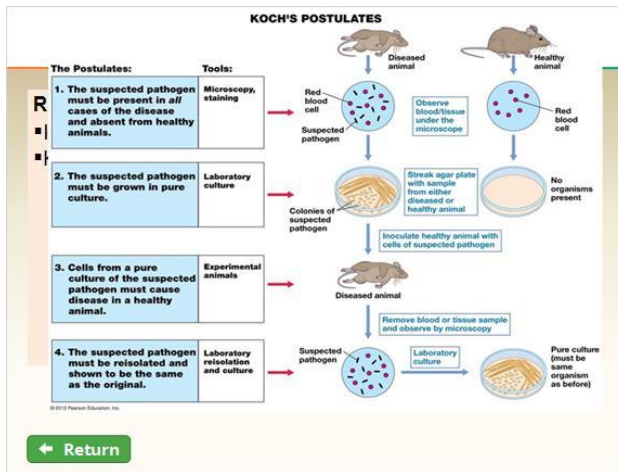 KOCH'S POSTULATES
Diseased
animal
Healthy
animal
The Postulates:
Tools:
1. The suspected pathogen
must be present in all
cases of the disease
and absent from healthy
animals.
Microscopy,
staining
Red
blood
cell
Suspected
pathogen
Observe
blood/tissue
under the
microscope
Red
blood
cell
2. The suspected pathogen
must be grown in pure
culture.
Laboratory
culture
Colonies of
suspected
pathogen
Streak agar plate
with sample
from either
diseased or
healthy animal
No
organisms
present
Inoculate healthy animal with
cells of suspected pathogen
3. Cells from a pure
culture of the suspected
pathogen must cause
disease in a healthy
animal.
Experimental
animals
Diseased animal
Remove blood or tissue sample
and observe by microscopy
4. The suspected pathogen
must be reisolated and
shown to be the same
as the original.
Laboratory
reisolation
and culture
Suspected
pathogen
Laboratory
culture
Pure culture
(must be
same
organism
as before)
© 2012 Pearson Education, Inc.
Return